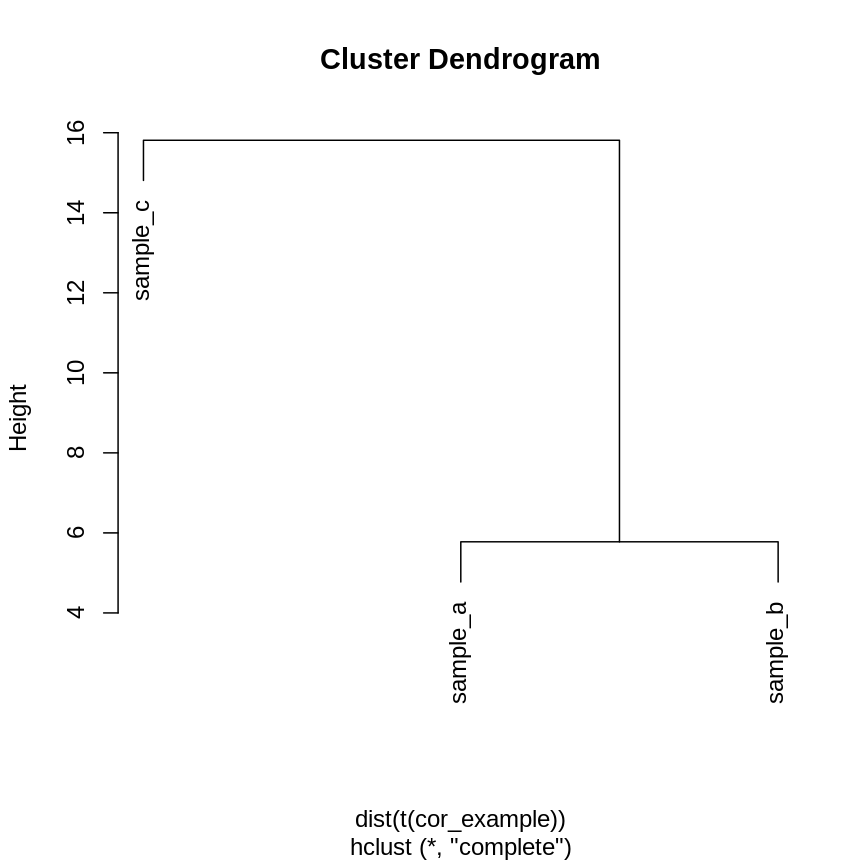 Cluster Dendrogram
Height
16
14
12
10
8
6
4
sample_c
sample_a
sample_b
dist(t(cor_example))
hclust (*, "complete")